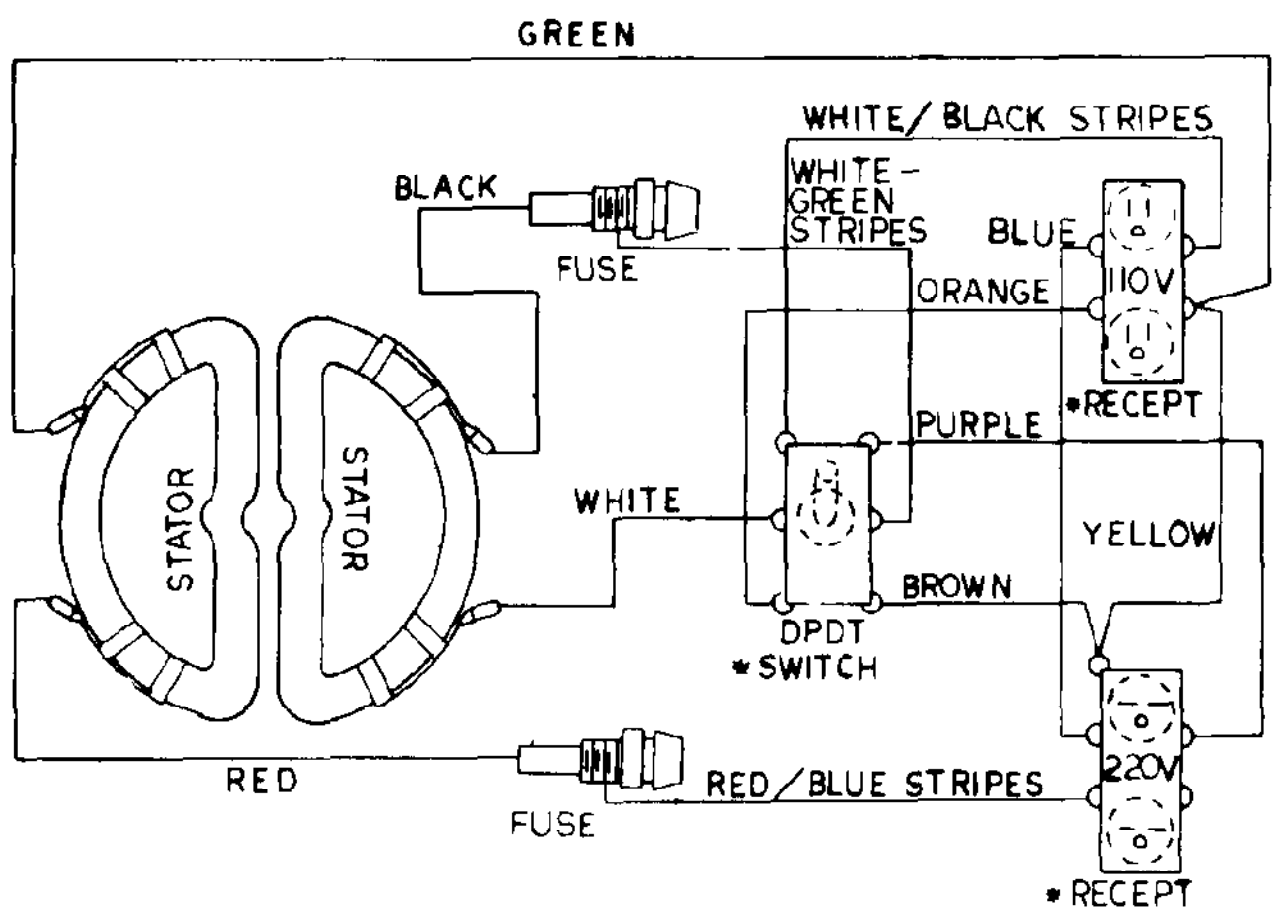 GREEN
WHITE/BLACK STRIPES
BLACK
WHITE-
GREEN
STRIPES
BLUE
FUSE
110V
ORANGE
*RECEPT
PURPLE
STATOR
STATOR
WHITE
YELLOW
BROWN
DPDT
*SWITCH
220V
RED
RED/BLUE STRIPES
FUSE
*RECEPT